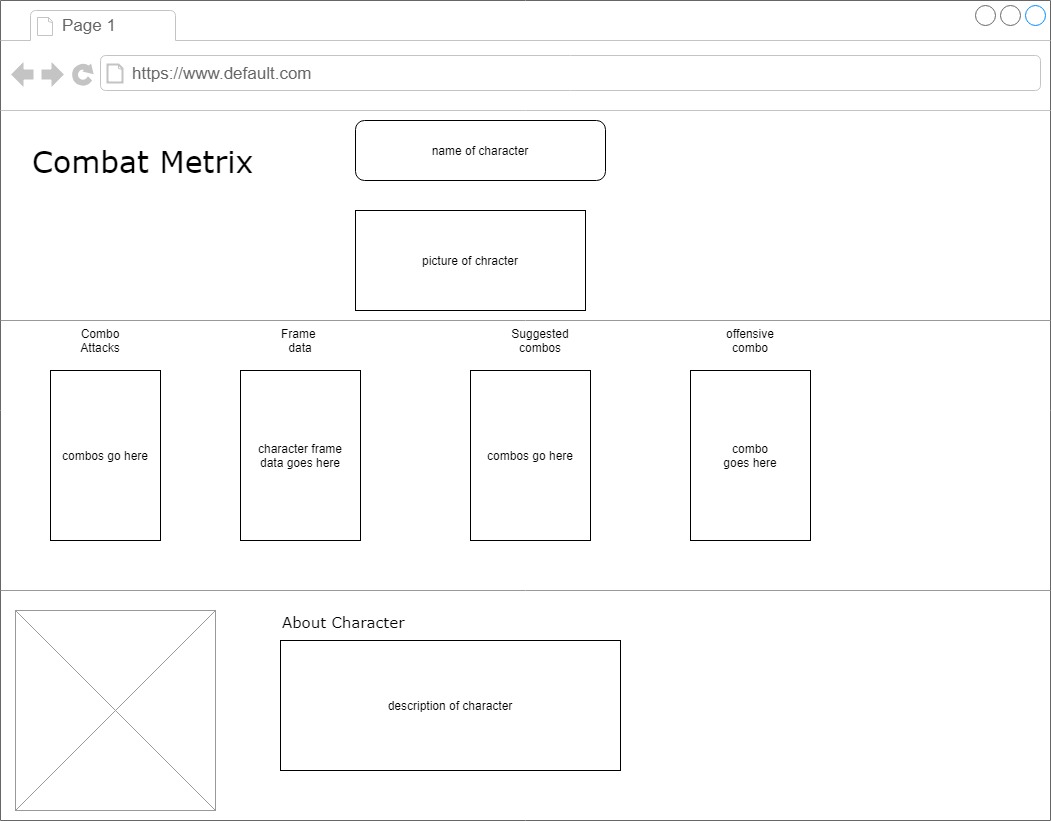 Page 1
https://www.default.com
Combat Metrix
name of character
picture of chracter
Combo
Attacks
Frame
data
Suggested
combos
offensive
combo
combos go here
character frame
data goes here
combos go here
combo
goes here
About Character
description of character